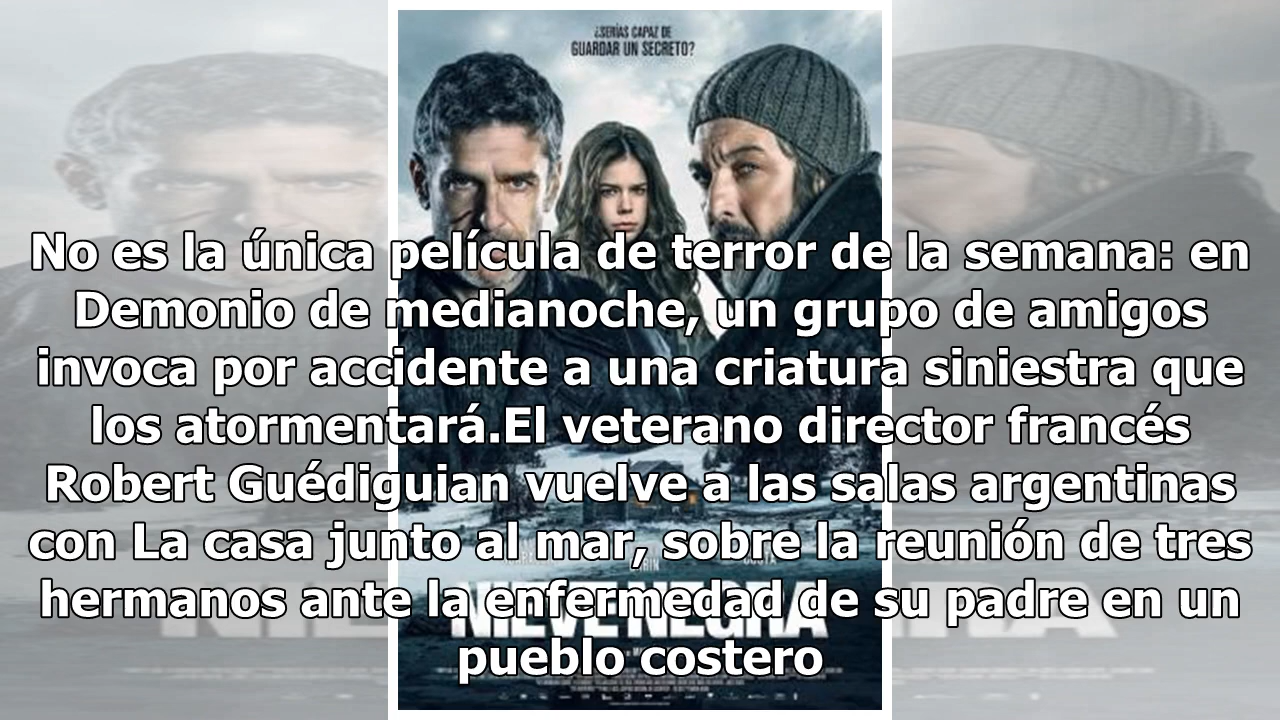 ¿SERÍAS CAPAZ DE
GUARDAR UN SECRETO?
No es la única película de terror de la semana: en
Demonio de medianoche, un grupo de amigos
invoca por accidente a una criatura siniestra que
los atormentará.El veterano director francés
Robert Guédiguian vuelve a las salas argentinas
con La casa junto al mar, sobre la reunión de tres
hermanos ante la enfermedad de su padre en un
NIEVE NEGRA
pueblo costero